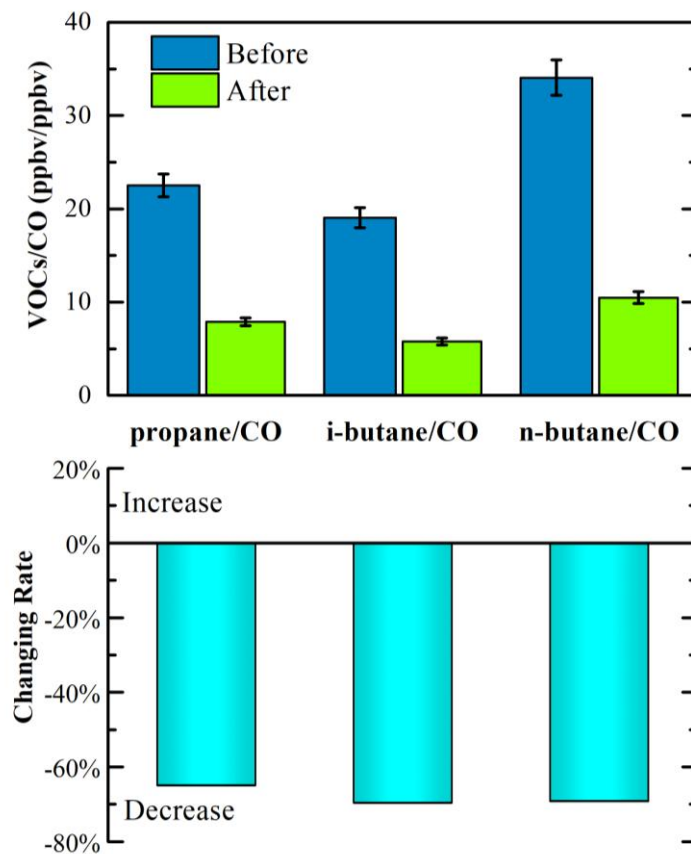 40
30
20
10
0
VOCs/CO (ppbv/ppbv)
Before
After
propane/CO i-butane/CO n-butane/CO
20%
0%
-20%
-40%
-60%
-80%
Changing Rate
Increase
Decrease